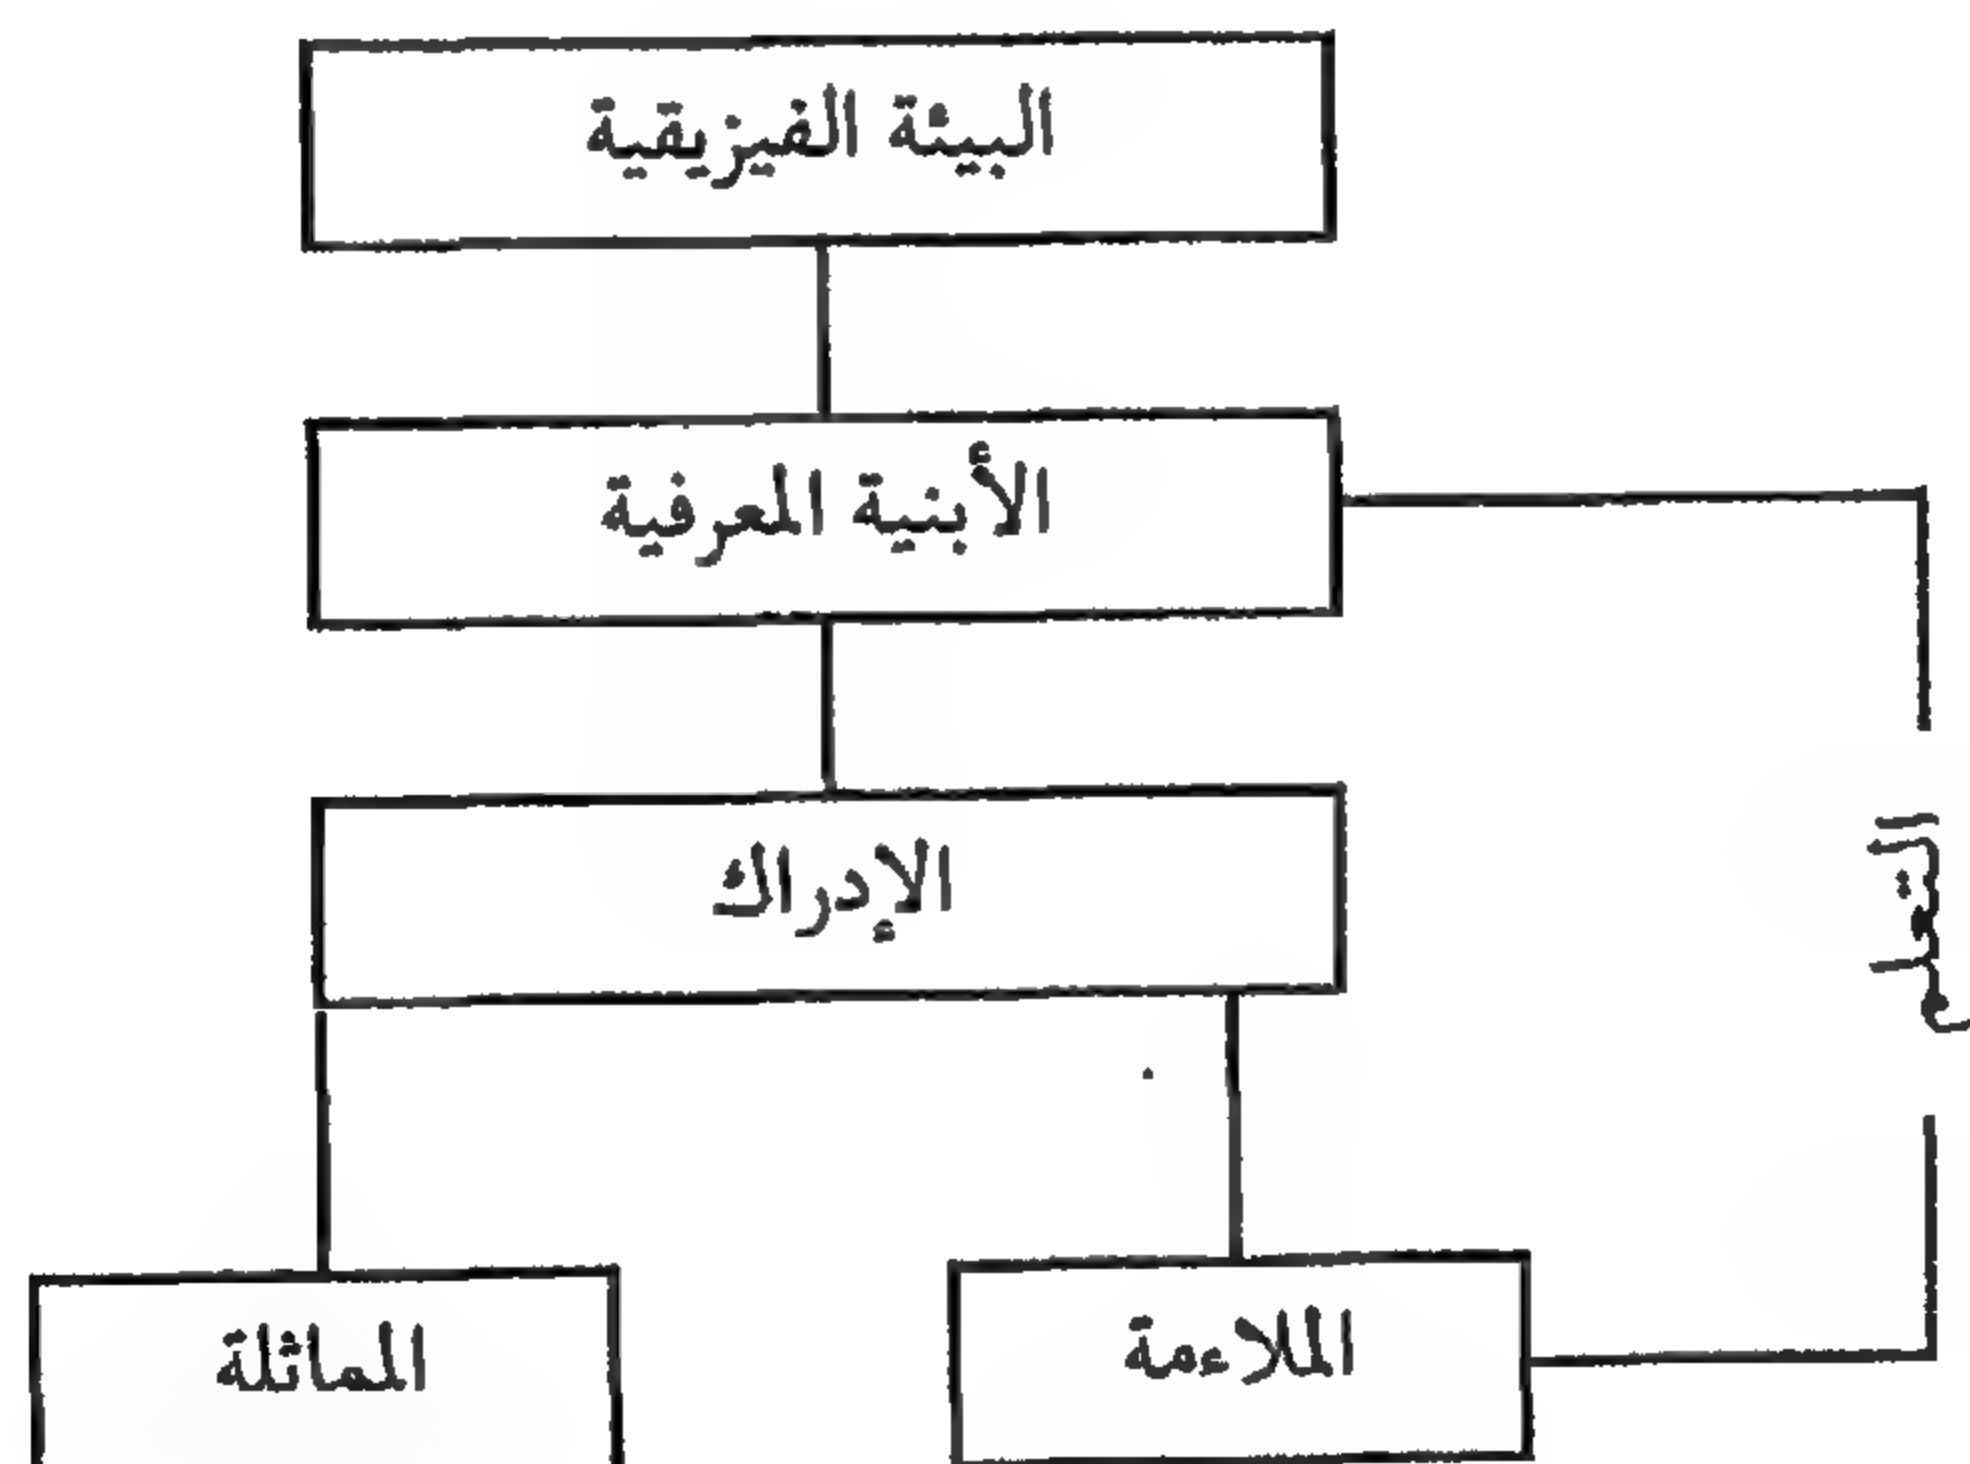 البيئة الفيزيقية
الأبنية المعرفية
الإدراك
التعلم
الملاءمة
المماثلة